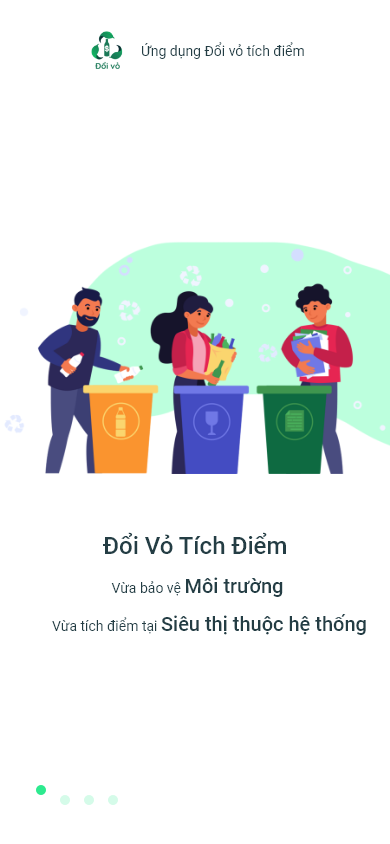 Đổi vỏ
Ứng dụng Đổi vỏ tích điểm
Đổi Vỏ Tích Điểm
Vừa bảo vệ Môi trường
Vừa tích điểm tại Siêu thị thuộc hệ thống